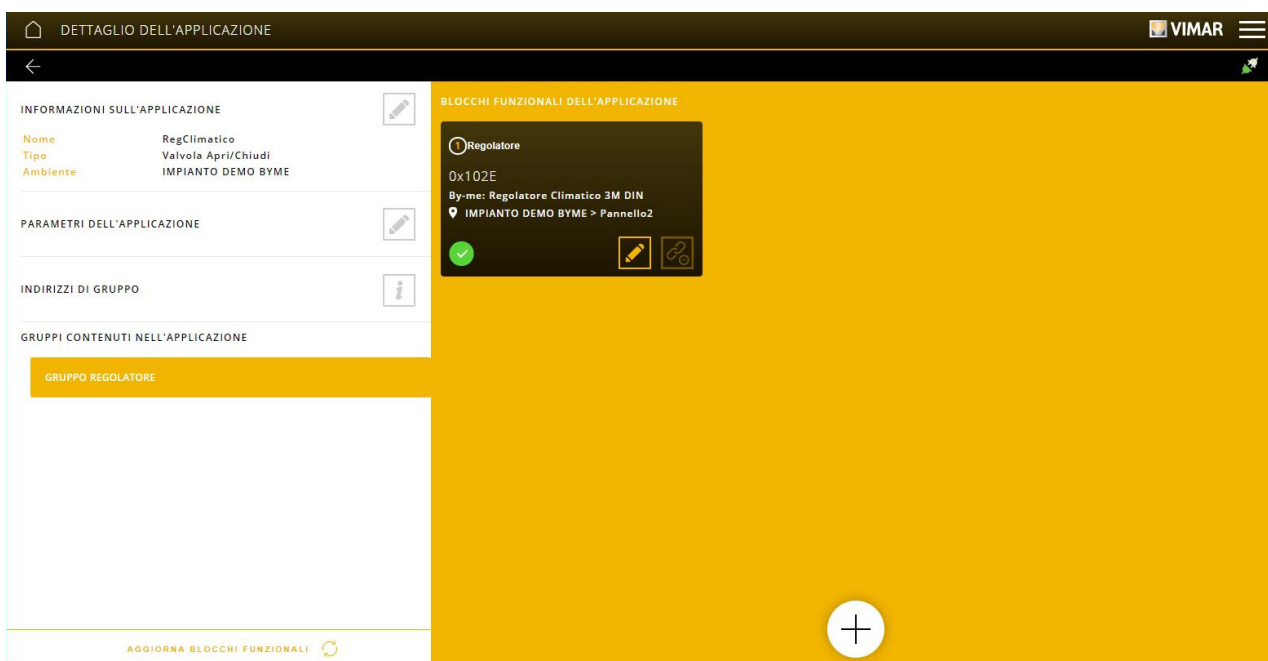 DETTAGLIO DELL'APPLICAZIONE
VIMAR
INFORMAZIONI SULL'APPLICAZIONE
Nome RegClimatico
Tipo Valvola Apri/Chiudi
Ambiente IMPIANTO DEMO BYME
PARAMETRI DELL'APPLICAZIONE
INDIRIZZI DI GRUPPO
i
GRUPPI CONTENUTI NELL'APPLICAZIONE
GRUPPO REGOLATORE
AGGIORNA BLOCCHI FUNZIONALI
BLOCCHI FUNZIONALI DELL'APPLICAZIONE
1 Regolatore
0x102E
By-me: Regolatore Climatico 3M DIN
IMPIANTO DEMO BYME > Pannello2